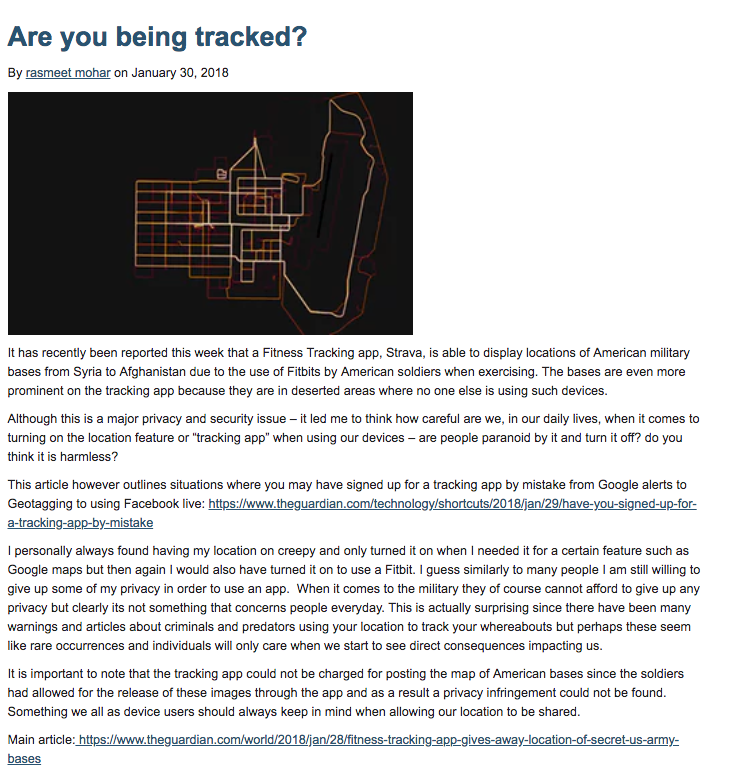 Are you being tracked?
By rasmeet mohar on January 30, 2018
It has recently been reported this week that a Fitness Tracking app, Strava, is able to display locations of American military
bases from Syria to Afghanistan due to the use of Fitbits by American soldiers when exercising. The bases are even more
prominent on the tracking app because they are in deserted areas where no one else is using such devices.
Although this is a major privacy and security issue – it led me to think how careful are we, in our daily lives, when it comes to
turning on the location feature or “tracking app” when using our devices – are people paranoid by it and turn it off? do you
think it is harmless?
This article however outlines situations where you may have signed up for a tracking app by mistake from Google alerts to
Geotagging to using Facebook live: https://www.theguardian.com/technology/shortcuts/2018/jan/29/have-you-signed-up-for-
a-tracking-app-by-mistake
I personally always found having my location on creepy and only turned it on when I needed it for a certain feature such as
Google maps but then again I would also have turned it on to use a Fitbit. I guess similarly to many people I am still willing to
give up some of my privacy in order to use an app.  When it comes to the military they of course cannot afford to give up any
privacy but clearly its not something that concerns people everyday. This is actually surprising since there have been many
warnings and articles about criminals and predators using your location to track your whereabouts but perhaps these seem
like rare occurrences and individuals will only care when we start to see direct consequences impacting us.
It is important to note that the tracking app could not be charged for posting the map of American bases since the soldiers
had allowed for the release of these images through the app and as a result a privacy infringement could not be found.
Something we all as device users should always keep in mind when allowing our location to be shared.
Main article: https://www.theguardian.com/world/2018/jan/28/fitness-tracking-app-gives-away-location-of-secret-us-army-
bases